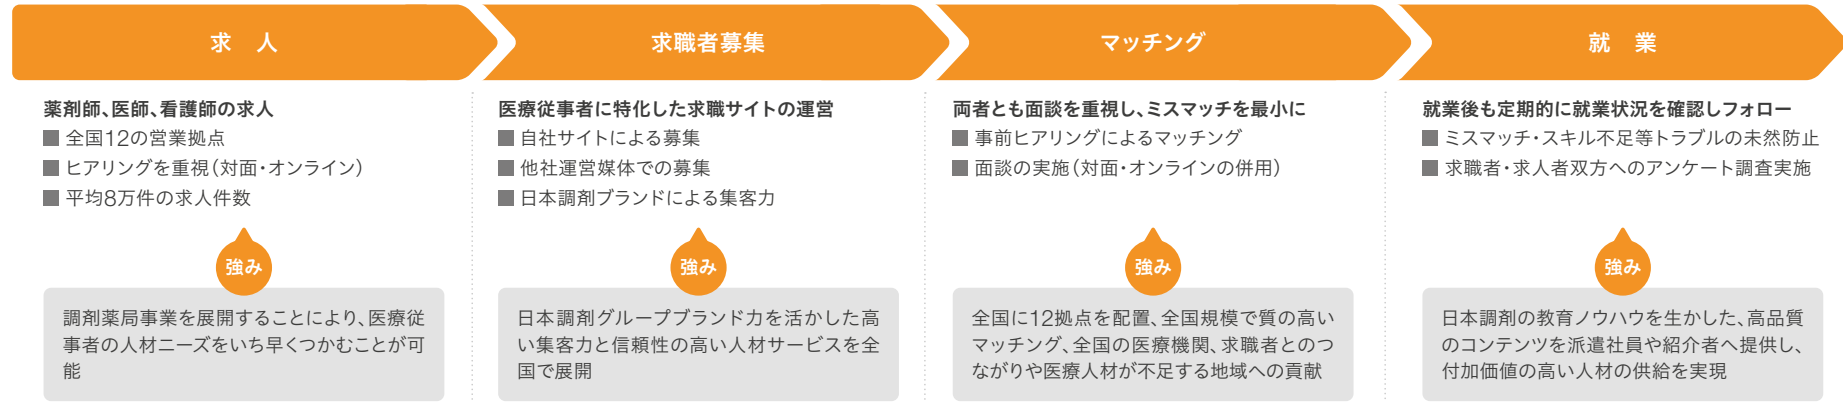 求　人
薬剤師、医師、看護師の求人
■ 全国12の営業拠点
■ ヒアリングを重視（対面・オンライン）
■ 平均8万件の求人件数
強み
調剤薬局事業を展開することにより、医療従
事者の人材ニーズをいち早くつかむことが可
能
求職者募集
医療従事者に特化した求職サイトの運営
■ 自社サイトによる募集
■ 他社運営媒体での募集
■ 日本調剤ブランドによる集客力
強み
日本調剤グループブランド力を活かした高
い集客力と信頼性の高い人材サービスを全
国で展開
マッチング
両者とも面談を重視し、ミスマッチを最小に
■ 事前ヒアリングによるマッチング
■ 面談の実施（対面・オンラインの併用）
強み
全国に12拠点を配置、全国規模で質の高い
マッチング、全国の医療機関、求職者とのつ
ながりや医療人材が不足する地域への貢献
就　業
就業後も定期的に就業状況を確認しフォロー
■ ミスマッチ・スキル不足等トラブルの未然防止
■ 求職者・求人者双方へのアンケート調査実施
強み
日本調剤の教育ノウハウを生かした、高品質
のコンテンツを派遣社員や紹介者へ提供し、
付加価値の高い人材の供給を実現